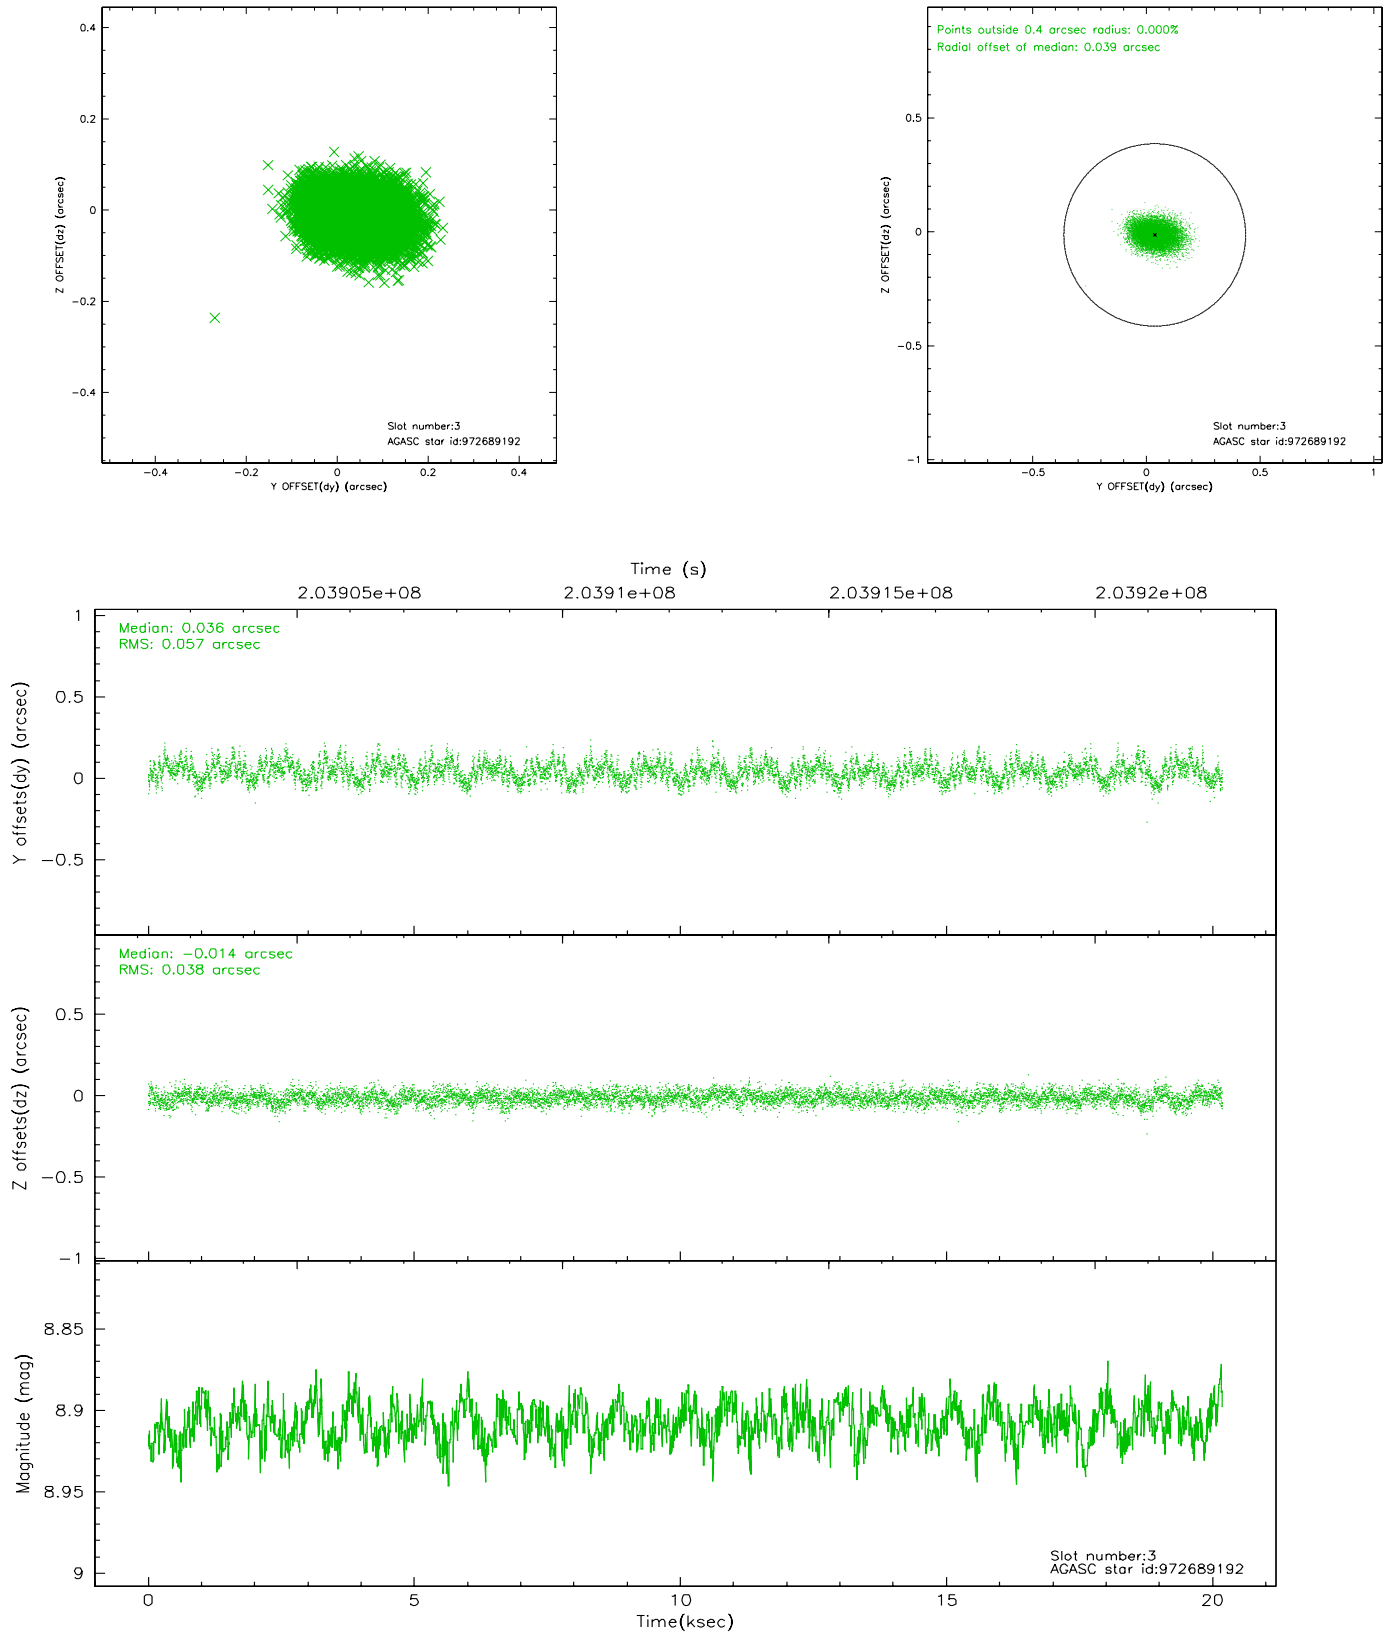 0.4
0.2
0
−0.2
−0.4
Z OFFSET(dz) (arcsec)
Slot number:3
AGASC star id:972689192
−0.4 −0.2 0 0.2 0.4
Y OFFSET(dy) (arcsec)
Points outside 0.4 arcsec radius: 0.000%
Radial offset of median: 0.039 arcsec
0.5
0
−0.5
−1
Z OFFSET(dz) (arcsec)
Slot number:3
AGASC star id:972689192
−0.5 0 0.5 1
Y OFFSET(dy) (arcsec)
Time (s)
2.03905e+08 2.0391e+08 2.03915e+08 2.0392e+08
Median: 0.036 arcsec
RMS: 0.057 arcsec
1
0.5
0
−0.5
Y offsets(dy) (arcsec)
Median: −0.014 arcsec
RMS: 0.038 arcsec
0.5
0
−0.5
−1
Z offsets(dz) (arcsec)
8.85
8.9
8.95
9
Magnitude (mag)
Slot number:3
AGASC star id:972689192
0 5 10 15 20
Time(ksec)